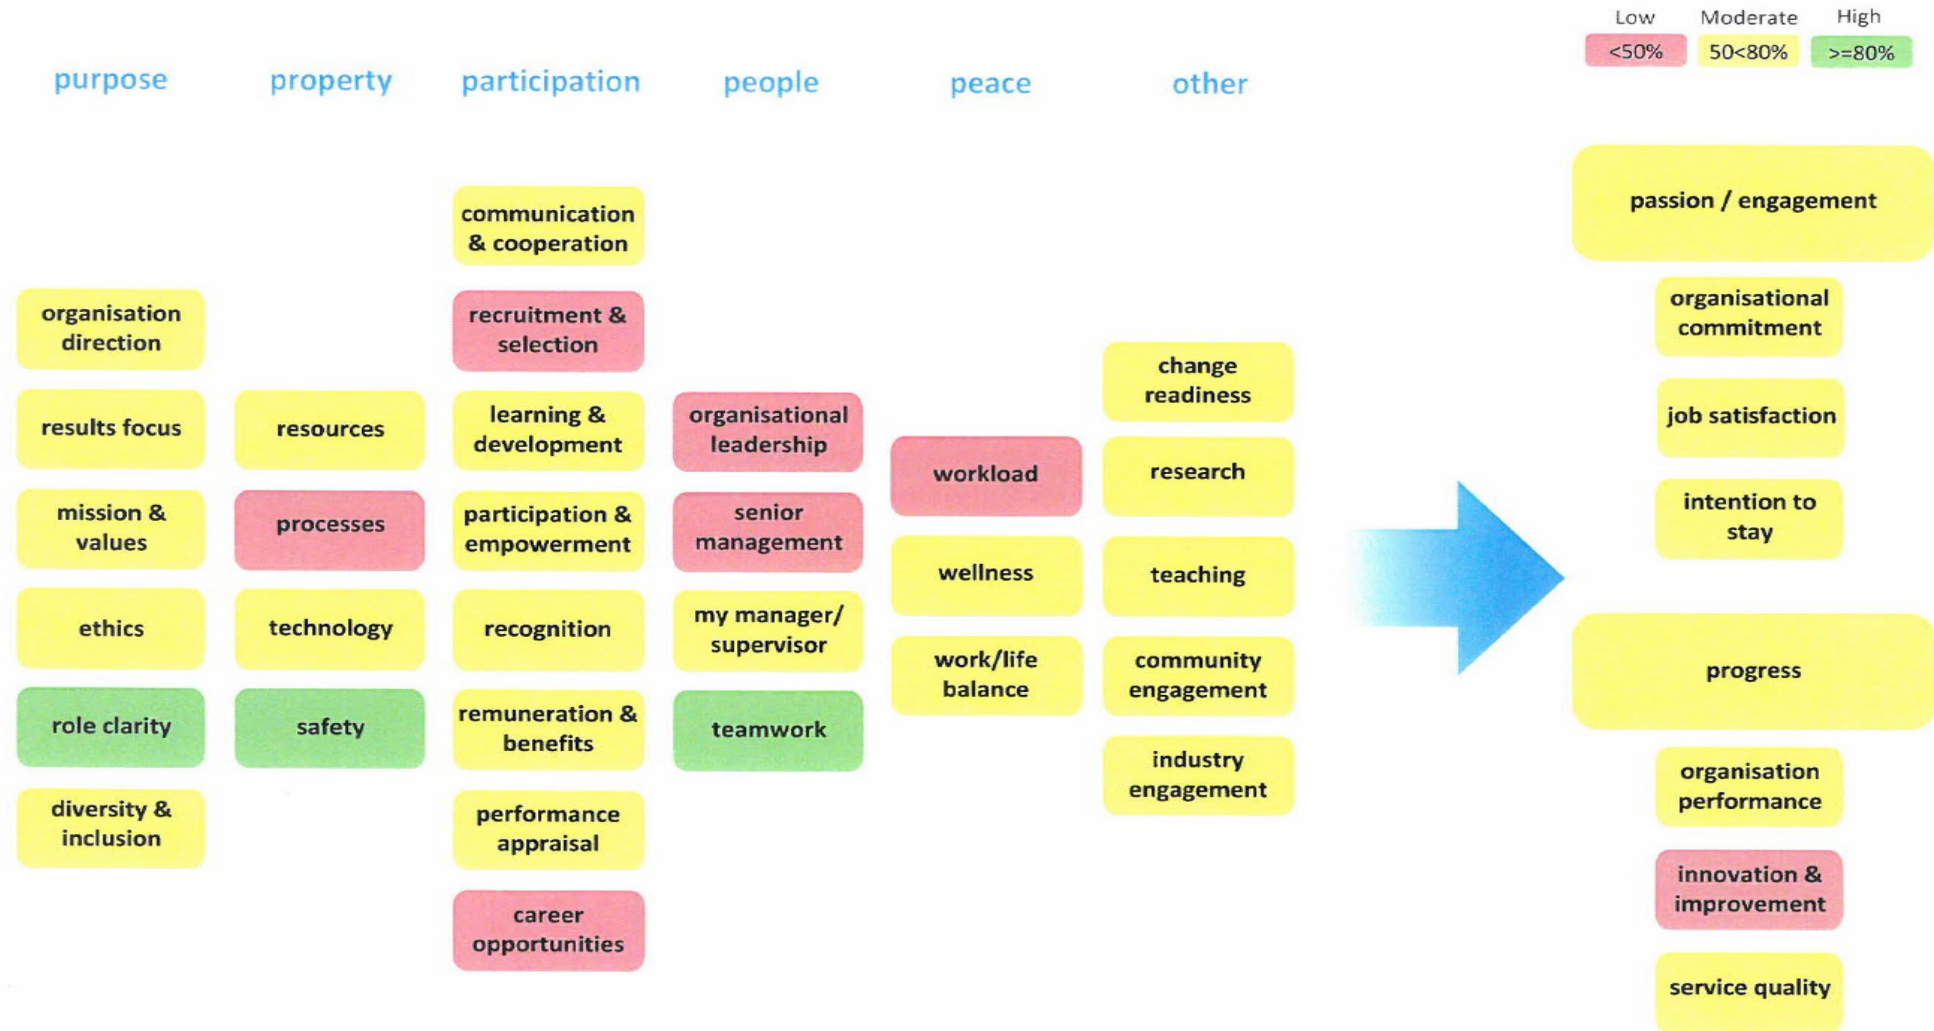 Low Moderate High
<50% 50<80% >=80%
purpose property participation people peace other
organisation
direction
results focus
mission &
values
ethics
role clarity
diversity &
inclusion
resources
processes
technology
safety
communication
& cooperation
recruitment &
selection
learning &
development
participation &
empowerment
recognition
remuneration &
benefits
performance
appraisal
career
opportunities
organisational
leadership
senior
management
my manager/
supervisor
teamwork
workload
wellness
work/life
balance
change
readiness
research
teaching
community
engagement
industry
engagement
passion / engagement
organisational
commitment
job satisfaction
intention to
stay
progress
organisation
performance
innovation &
improvement
service quality